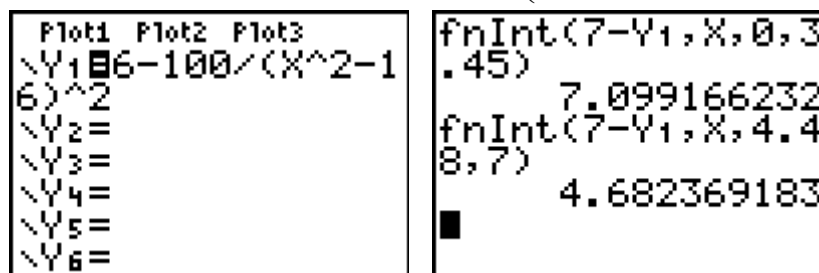 Plot1 Plot2 Plot3
\Y₁=6-100/(X^2-1
6)^2
\Y₂=
\Y₃=
\Y₄=
\Y₅=
\Y₆=
fnInt(7-Y₁,X,0,3
.45)
7.099166232
fnInt(7-Y₁,X,4.4
8,7)
4.682369183